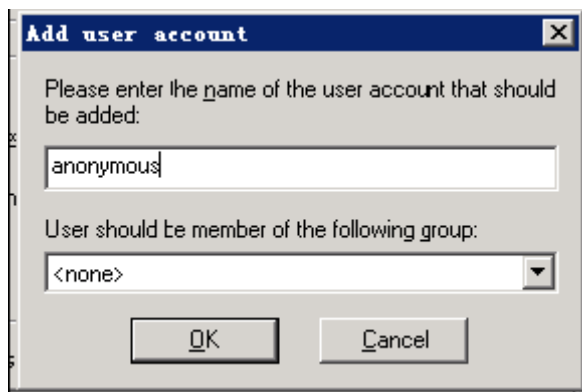 Add user account
Please enter the name of the user account that should
be added:
anonymous
User should be member of the following group:
<none>
OK
Cancel